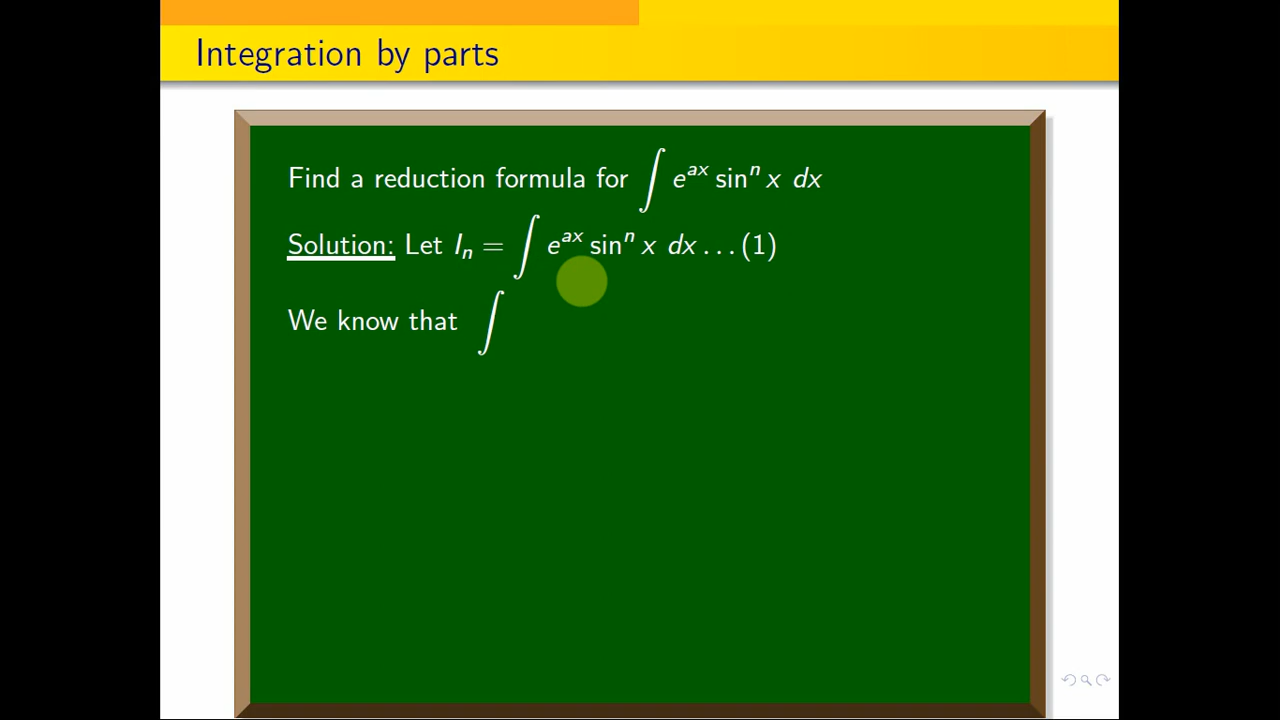 Integration by parts
Find a reduction formula for ∫ e^{ax} sin^n x dx
Solution: Let I_n = ∫ e^{ax} sin^n x dx … (1)
We know that ∫